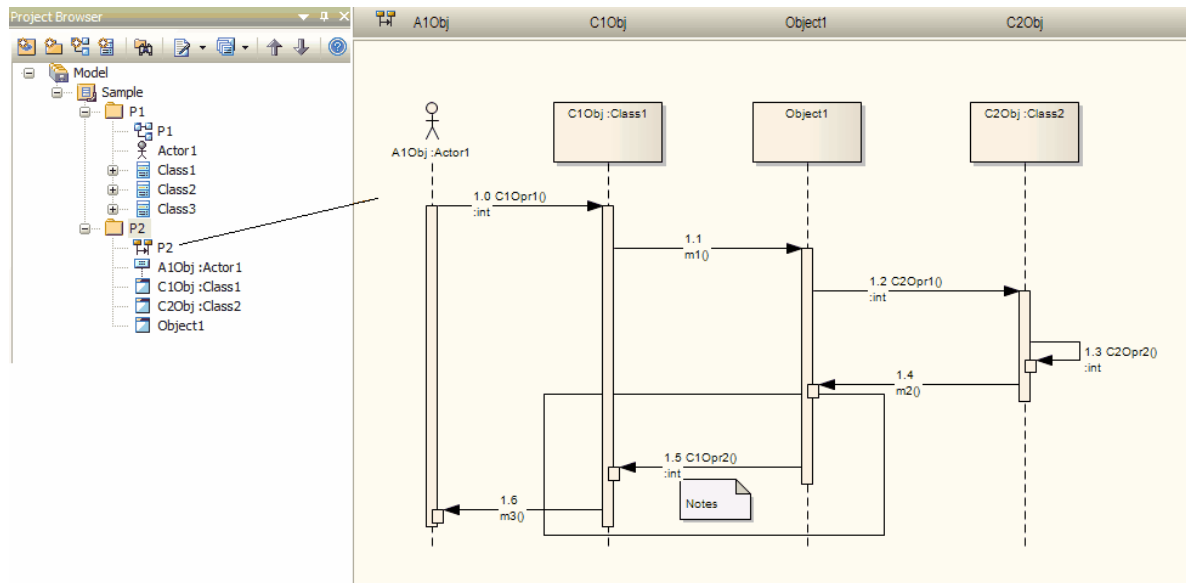 Project Browser
Model
Sample
P1
P1
Actor1
Class1
Class2
Class3
P2
P2
A1Obj :Actor1
C1Obj :Class1
C2Obj :Class2
Object1
A1Obj C1Obj Object1 C2Obj
C1Obj :Class1 Object1 C2Obj :Class2
A1Obj :Actor1
1.0 C1Opr1()
:int
1.1
m1()
1.2 C2Opr1()
:int
1.3 C2Opr2()
:int
1.4
m2()
1.5 C1Opr2()
:int
Notes
1.6
m3()